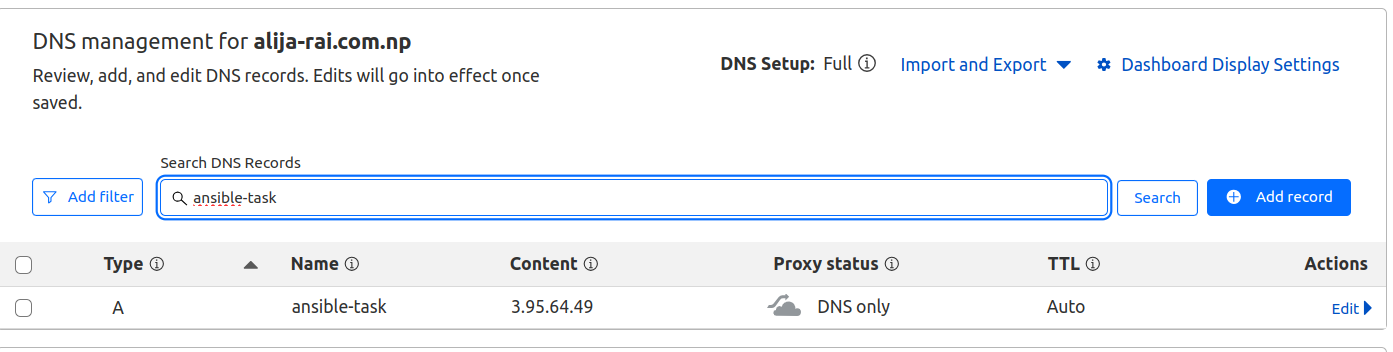 DNS management for alija-rai.com.np
Review, add, and edit DNS records. Edits will go into effect once
saved.
DNS Setup: Full Import and Export Dashboard Display Settings
Search DNS Records
Add filter ansible-task Search Add record
Type Name Content Proxy status TTL Actions
A ansible-task 3.95.64.49 DNS only Auto Edit